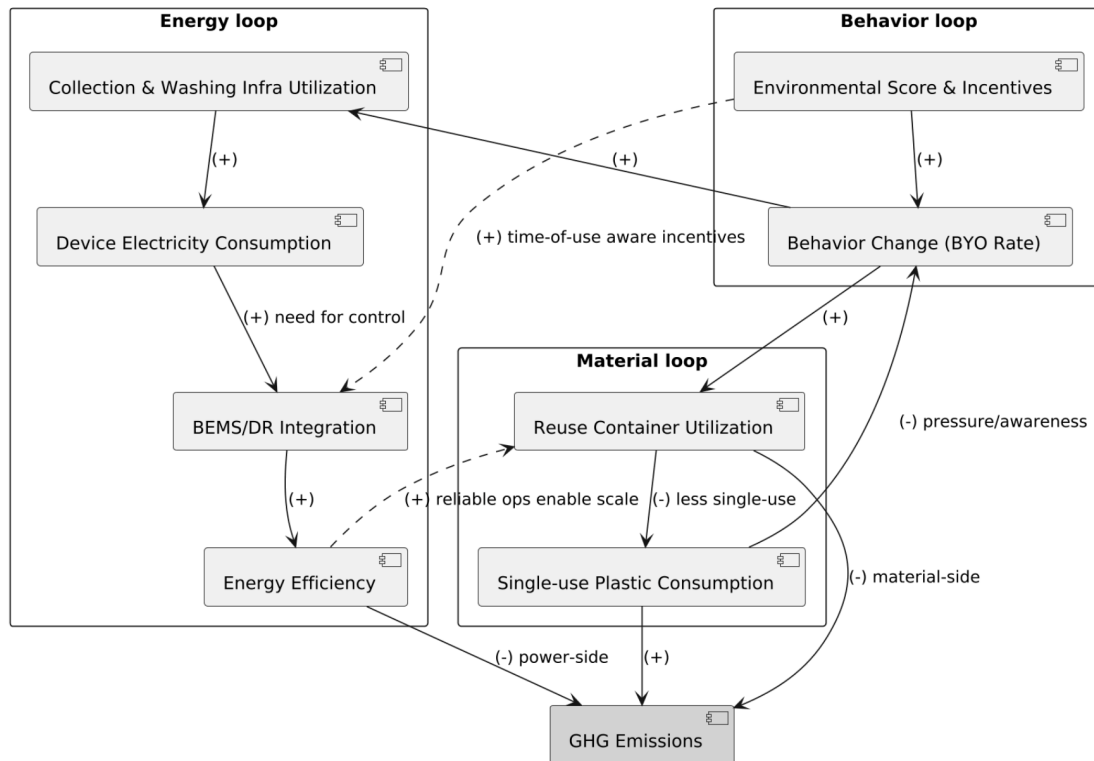 Energy loop
Behavior loop
Collection & Washing Infra Utilization
Environmental Score & Incentives
(+)
(+)
(+)
Device Electricity Consumption
(+) time-of-use aware incentives
Behavior Change (BYO Rate)
(+) need for control
(+)
Material loop
BEMS/DR Integration
Reuse Container Utilization
(-) pressure/awareness
(+)
(+) reliable ops enable scale
(-) less single-use
Energy Efficiency
Single-use Plastic Consumption
(-) material-side
(-) power-side
(+)
GHG Emissions